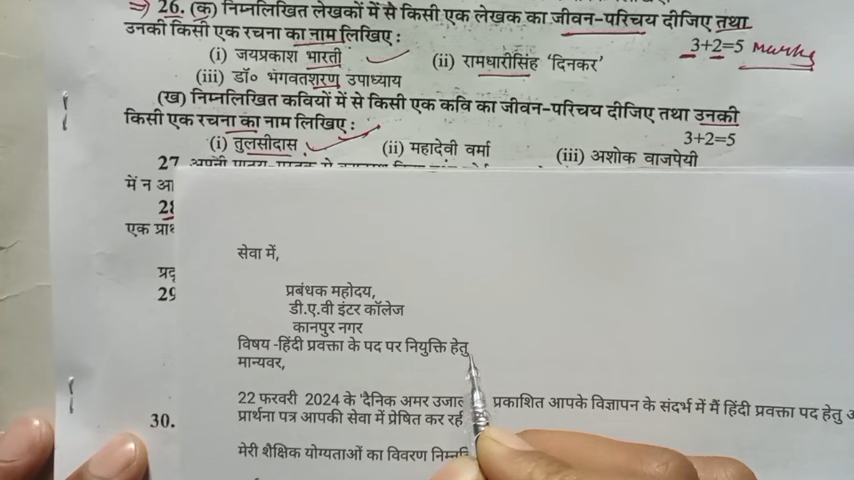 26. (क) निम्नलिखित लेखकों में से किसी एक लेखक का जीवन-परिचय दीजिए तथा
उनकी किसी एक रचना का नाम लिखिए :
3+2=5 Marks
(i) जयप्रकाश भारती (ii) रामधारीसिंह 'दिनकर'
(iii) डॉ० भगवतशरण उपाध्याय
(ख) निम्नलिखित कवियों में से किसी एक कवि का जीवन-परिचय दीजिए तथा उनकी
किसी एक रचना का नाम लिखिए :
3+2=5
(i) तुलसीदास (ii) महादेवी वर्मा (iii) अशोक वाजपेयी
27
में न
28
एक
29
30.
सेवा में,
प्रबंधक महोदय,
डी.ए.वी इंटर कॉलेज
कानपुर नगर
विषय -हिंदी प्रवक्ता के पद पर नियुक्ति हेतु
मान्यवर,
22 फरवरी 2024 के 'दैनिक अमर प्रकाशित आपके विज्ञापन के संदर्भ में मैं हिंदी प्रवक्ता पद हेतु
प्रार्थना पत्र आपकी सेवा में प्रेषित कर
मेरी शैक्षिक योग्यताओं का विवरण